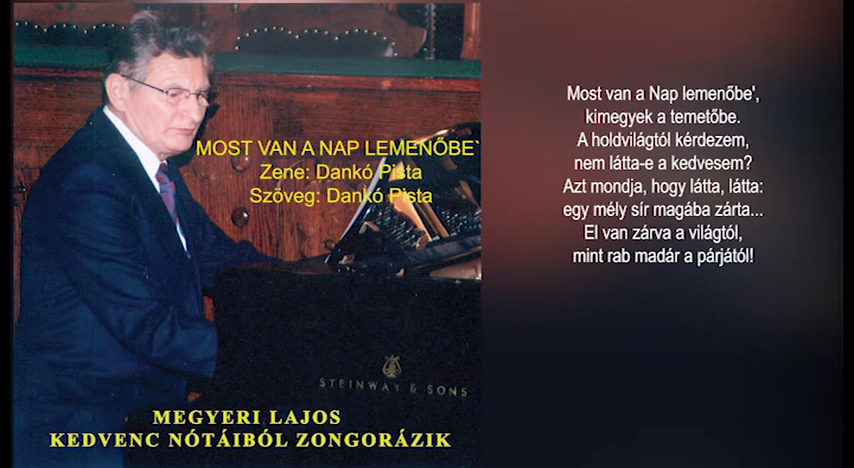 MOST VAN A NAP LEMENŐBE`
Zene: Dankó Pista
Szöveg: Dankó Pista
STEINWAY & SONS
MEGYERI LAJOS
KEDVENC NÓTÁIBÓL ZONGORÁZIK
Most van a Nap lemenőbe',
kimegyek a temetőbe.
A holdvilágtól kérdezem,
nem látta-e a kedvesem?
Azt mondja, hogy látta, látta:
egy mély sír magába zárta...
El van zárva a világtól,
mint rab madár a párjától!